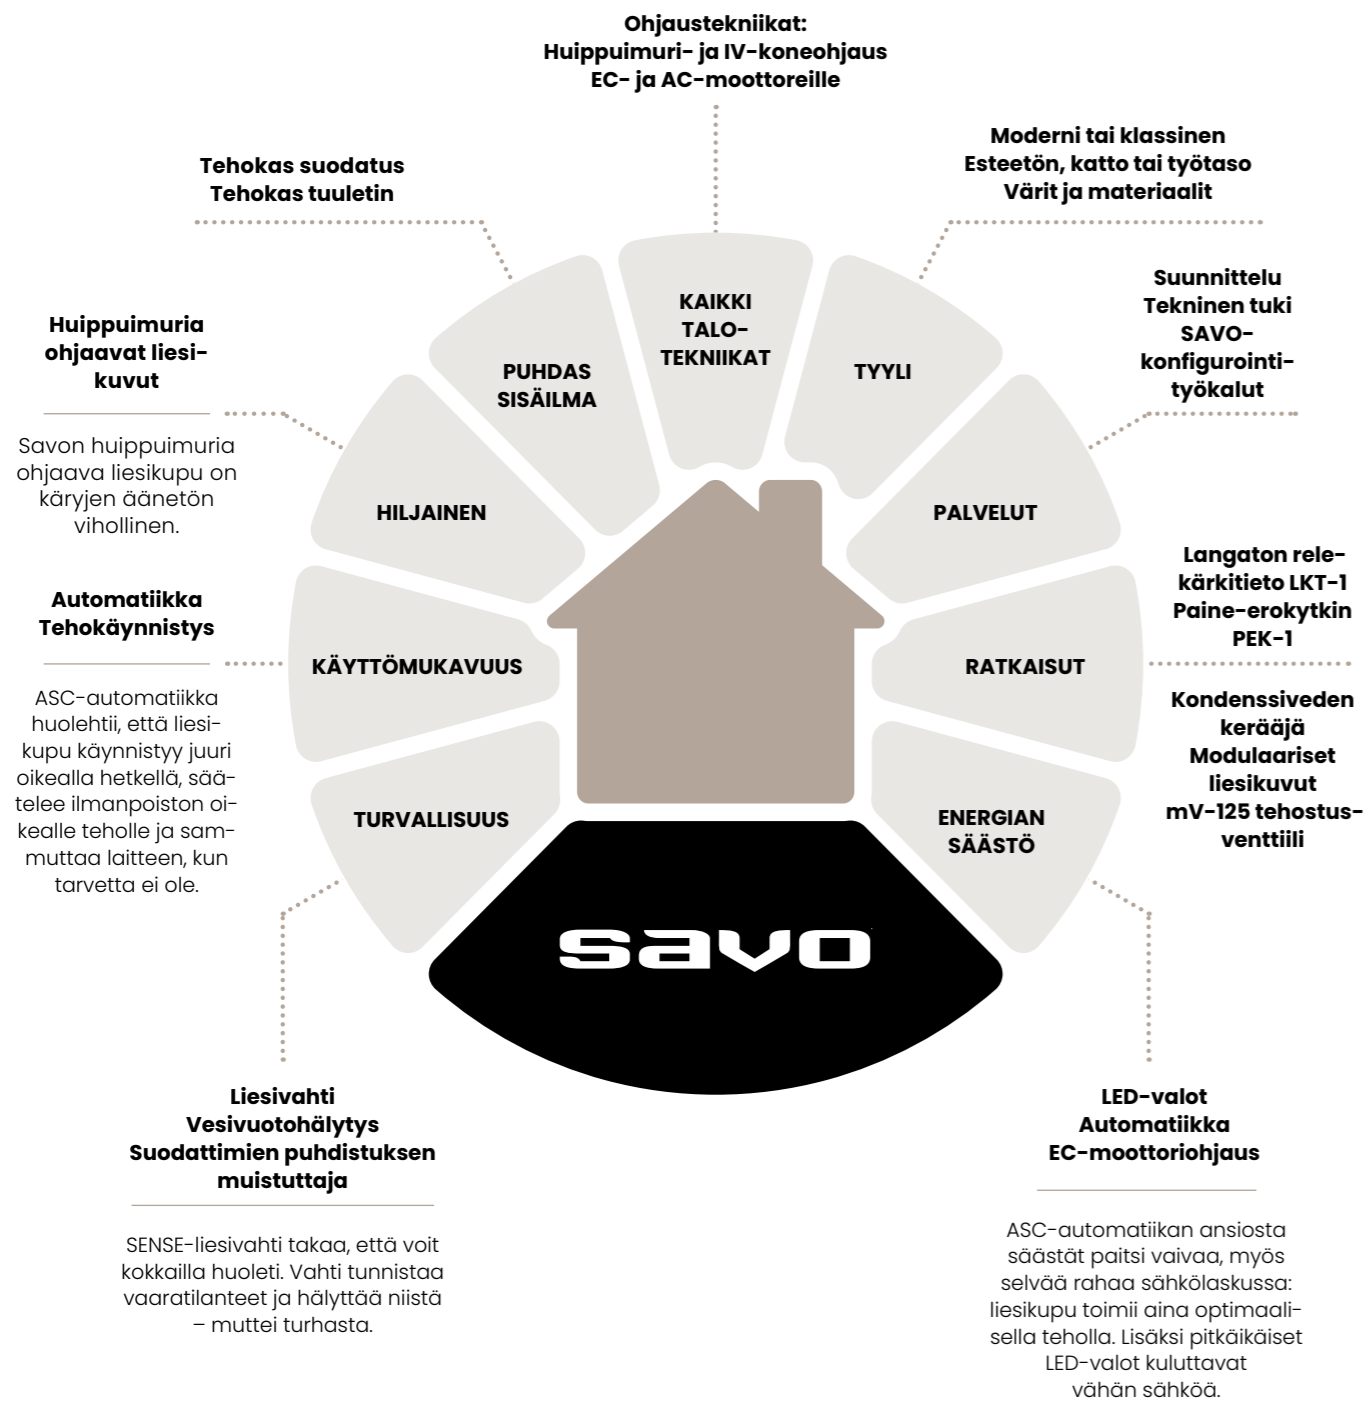 Ohjaustekniikat:
Huippuimuri- ja IV-koneohjaus
EC- ja AC-moottoreille
Tehokas suodatus
Tehokas tuuletin
Moderni tai klassinen
Esteetön, katto tai työtaso
Värit ja materiaalit
Huippuimuria
ohjaavat liesi-
kuvut
Savon huippuimuria
ohjaava liesikupu on
käryjen äänetön
vihollinen.
Suunnittelu
Tekninen tuki
SAVO-
konfigurointi-
työkalut
Automatiikka
Tehokäynnistys
ASC-automatiikka
huolehtii, että liesi-
kupu käynnistyy juuri
oikealla hetkellä, sää-
telee ilmanpoiston oi-
kealle teholle ja sam-
muttaa laitteen, kun
tarvetta ei ole.
Langaton rele-
kärkitieto LKT-1
Paine-erokytkin
PEK-1
Kondenssiveden
kerääjä
Modulaariset
liesikuvut
mV-125 tehostus-
venttiili
KAIKKI
TALO-
TEKNIIKAT
PUHDAS
SISÄILMA
TYYLI
HILJAINEN
PALVELUT
KÄYTTÖMUKAVUUS
RATKAISUT
TURVALLISUUS
ENERGIAN
SÄÄSTÖ
savo
Liesivahti
Vesivuotohälytys
Suodattimien puhdistuksen
muistuttaja
SENSE-liesivahti takaa, että voit
kokkailla huoleti. Vahti tunnistaa
vaaratilanteet ja hälyttää niistä
– muttei turhasta.
LED-valot
Automatiikka
EC-moottoriohjaus
ASC-automatiikan ansiosta
säästät paitsi vaivaa, myös
selvää rahaa sähkölaskussa:
liesikupu toimii aina optimaali-
sella teholla. Lisäksi pitkäikäiset
LED-valot kuluttavat
vähän sähköä.